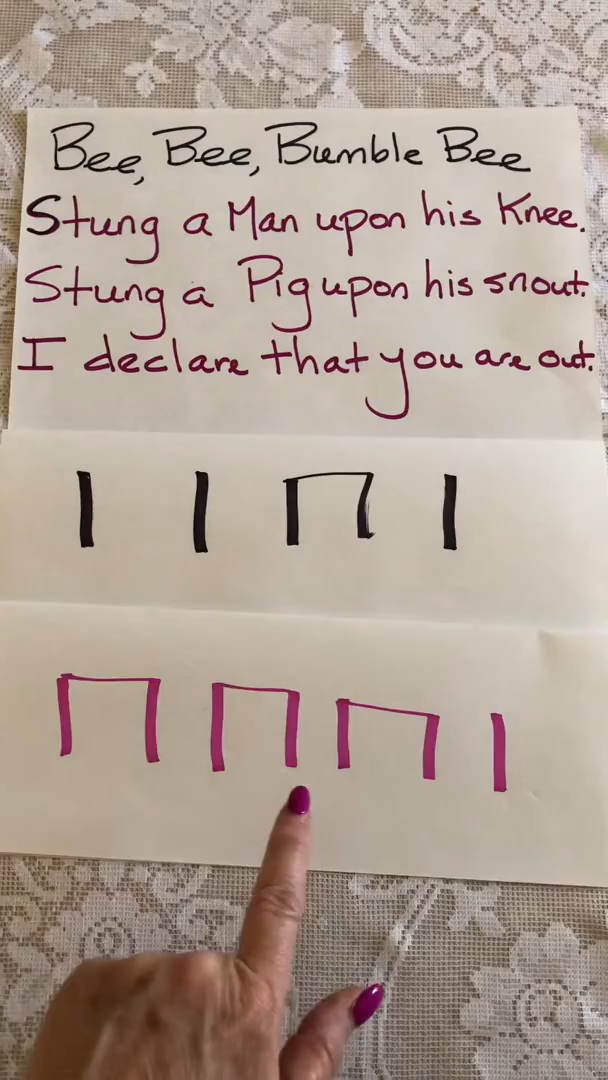 Bee, Bee, Bumble Bee
Stung a Man upon his Knee.
Stung a Pig upon his snout.
I declare that you are out.